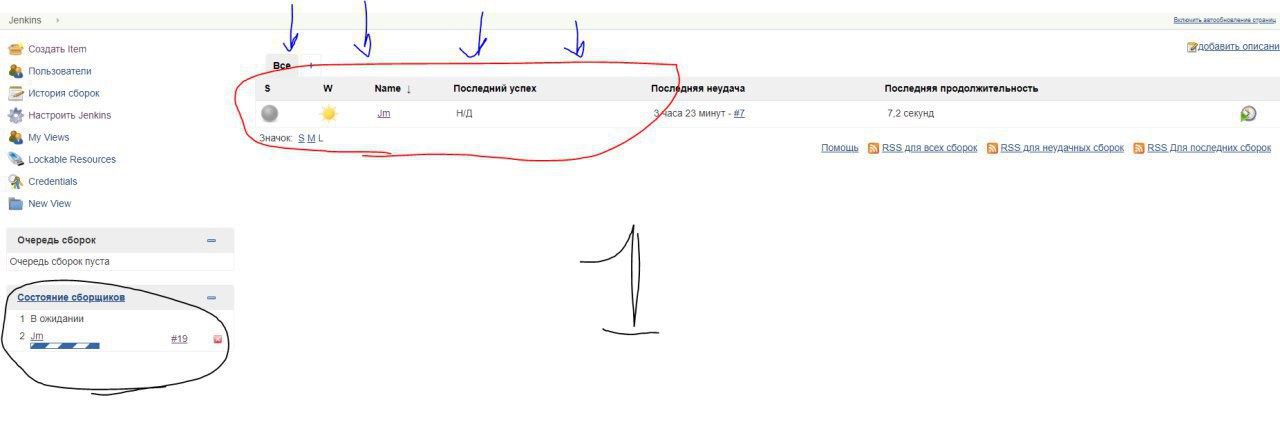 Jenkins
Включить автообновление страниц
Создать Item
Пользователи
История сборок
Настроить Jenkins
My Views
Lockable Resources
Credentials
New View
Очередь сборок
Очередь сборок пуста
Состояние сборщиков
1 В ожидании
2 Jm #19
добавить описани
Все +
S W Name ↓ Последний успех Последняя неудача Последняя продолжительность
Jm Н/Д 3 часа 23 минут - #7 7,2 секунд
Значок: S M L
Помощь RSS для всех сборок RSS для неудачных сборок RSS Для последних сборок
1